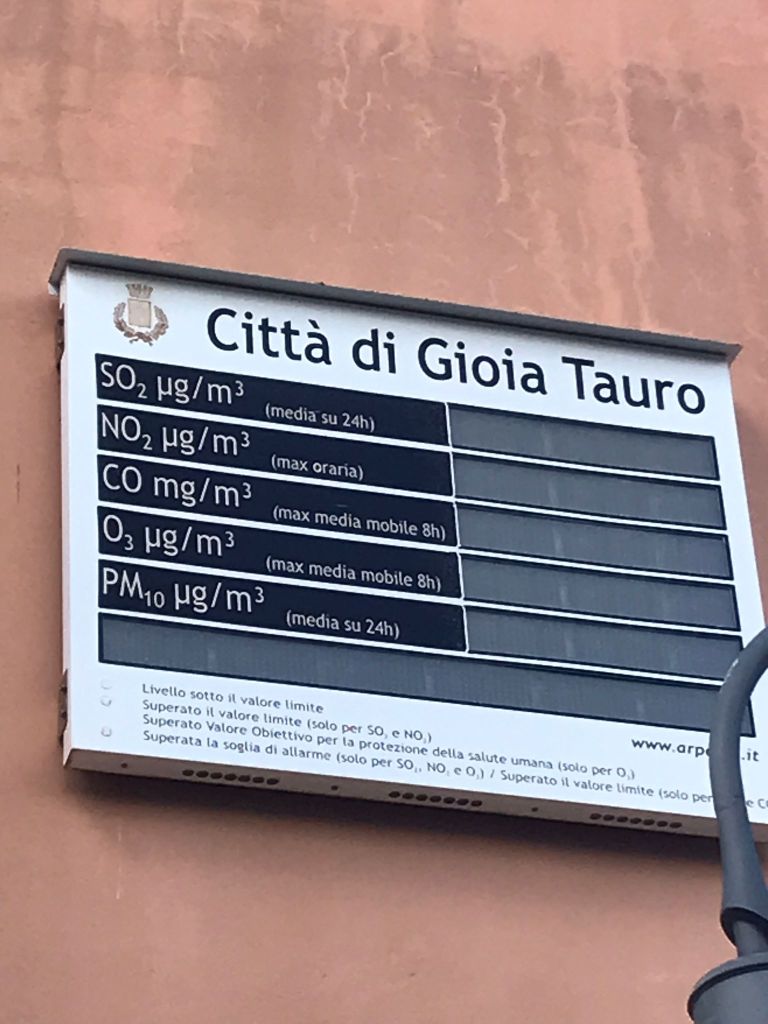 Città di Gioia Tauro
SO₂ µg/m³ (media su 24h)
NO₂ µg/m³ (max oraria)
CO mg/m³ (max media mobile 8h)
O₃ µg/m³ (max media mobile 8h)
PM₁₀ µg/m³ (media su 24h)
Livello sotto il valore limite
Superato il valore limite (solo per SO₂ e NO₂)
Superato Valore Obiettivo per la protezione della salute umana (solo per O₃)
Superata la soglia di allarme (solo per SO₂, NO₂ e O₃) / Superato il valore limite (solo per
www.arp .it